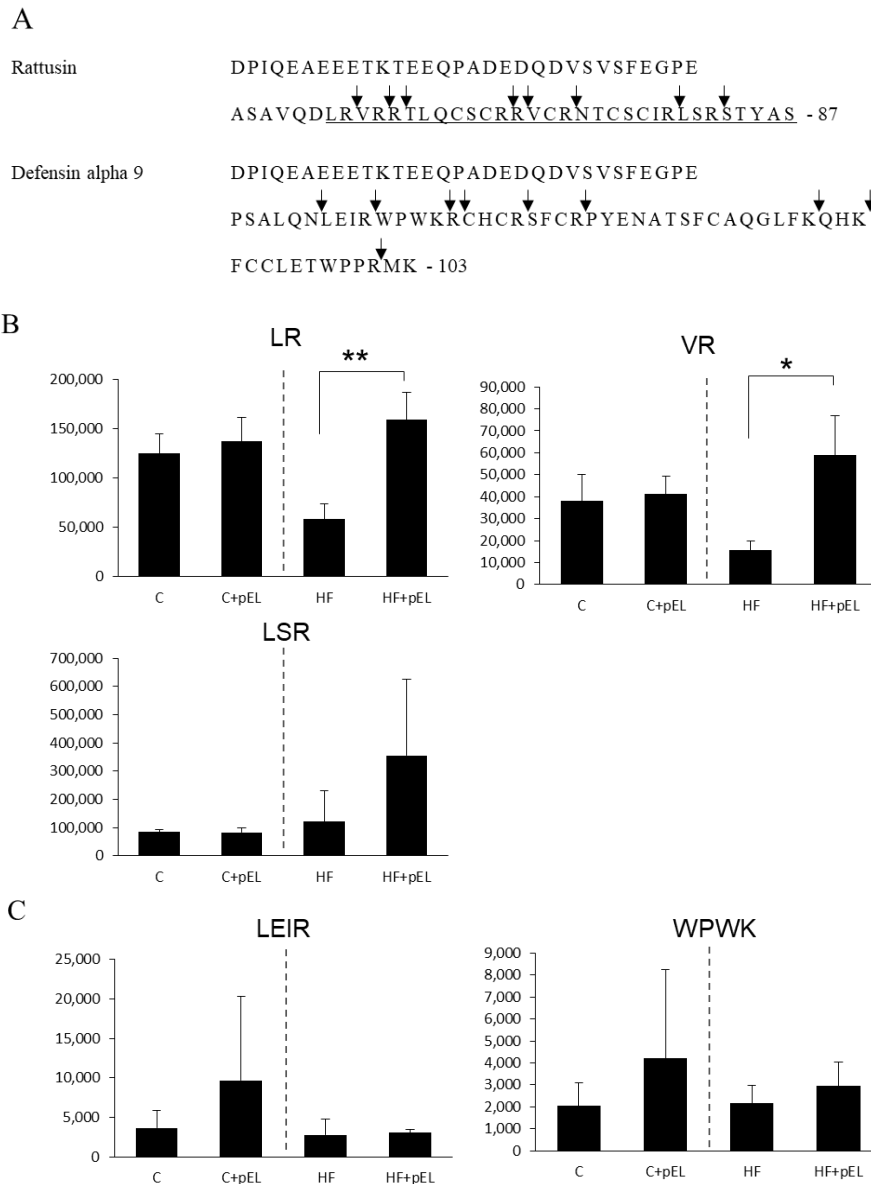 A
Rattusin DPIQEAEEETKTEEQPADEDQDVSVSFEGPE
ASAVQDLRVRRTLQCSCRRVCRNTCSCIRLSRSTYAS - 87
Defensin alpha 9 DPIQEAEEETKTEEQPADEDQDVSVSFEGPE
PSALQNLEIRWPWKRCHCRSFCRPYENATSFCAQGLFKQHK
FCCLETWPPRMK - 103
B
LR
**
200,000
150,000
100,000
50,000
0
C C+pEL HF HF+pEL
VR
*
90,000
80,000
70,000
60,000
50,000
40,000
30,000
20,000
10,000
0
C C+pEL HF HF+pEL
LSR
700,000
600,000
500,000
400,000
300,000
200,000
100,000
0
C C+pEL HF HF+pEL
C
LEIR
25,000
20,000
15,000
10,000
5,000
0
C C+pEL HF HF+pEL
WPWK
9,000
8,000
7,000
6,000
5,000
4,000
3,000
2,000
1,000
0
C C+pEL HF HF+pEL